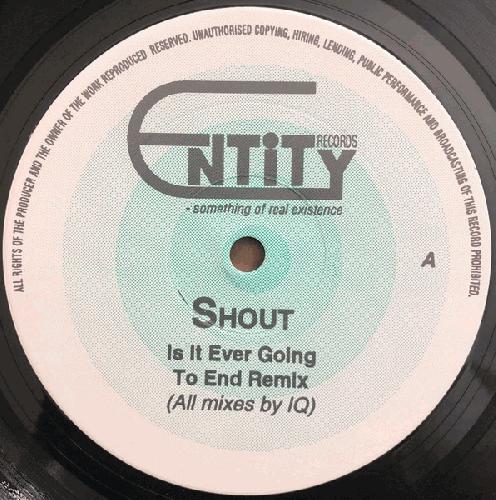 ALL RIGHTS OF THE PRODUCER AND THE OWNER OF THE WORK REPRODUCED RESERVED. UNAUTHORISED COPYING, HIRING, LENDING, PUBLIC PERFORMANCE AND BROADCASTING OF THIS RECORD PROHIBITED.
ENTITY RECORDS
- something of real existence
A
SHOUT
Is It Ever Going
To End Remix
(All mixes by IQ)